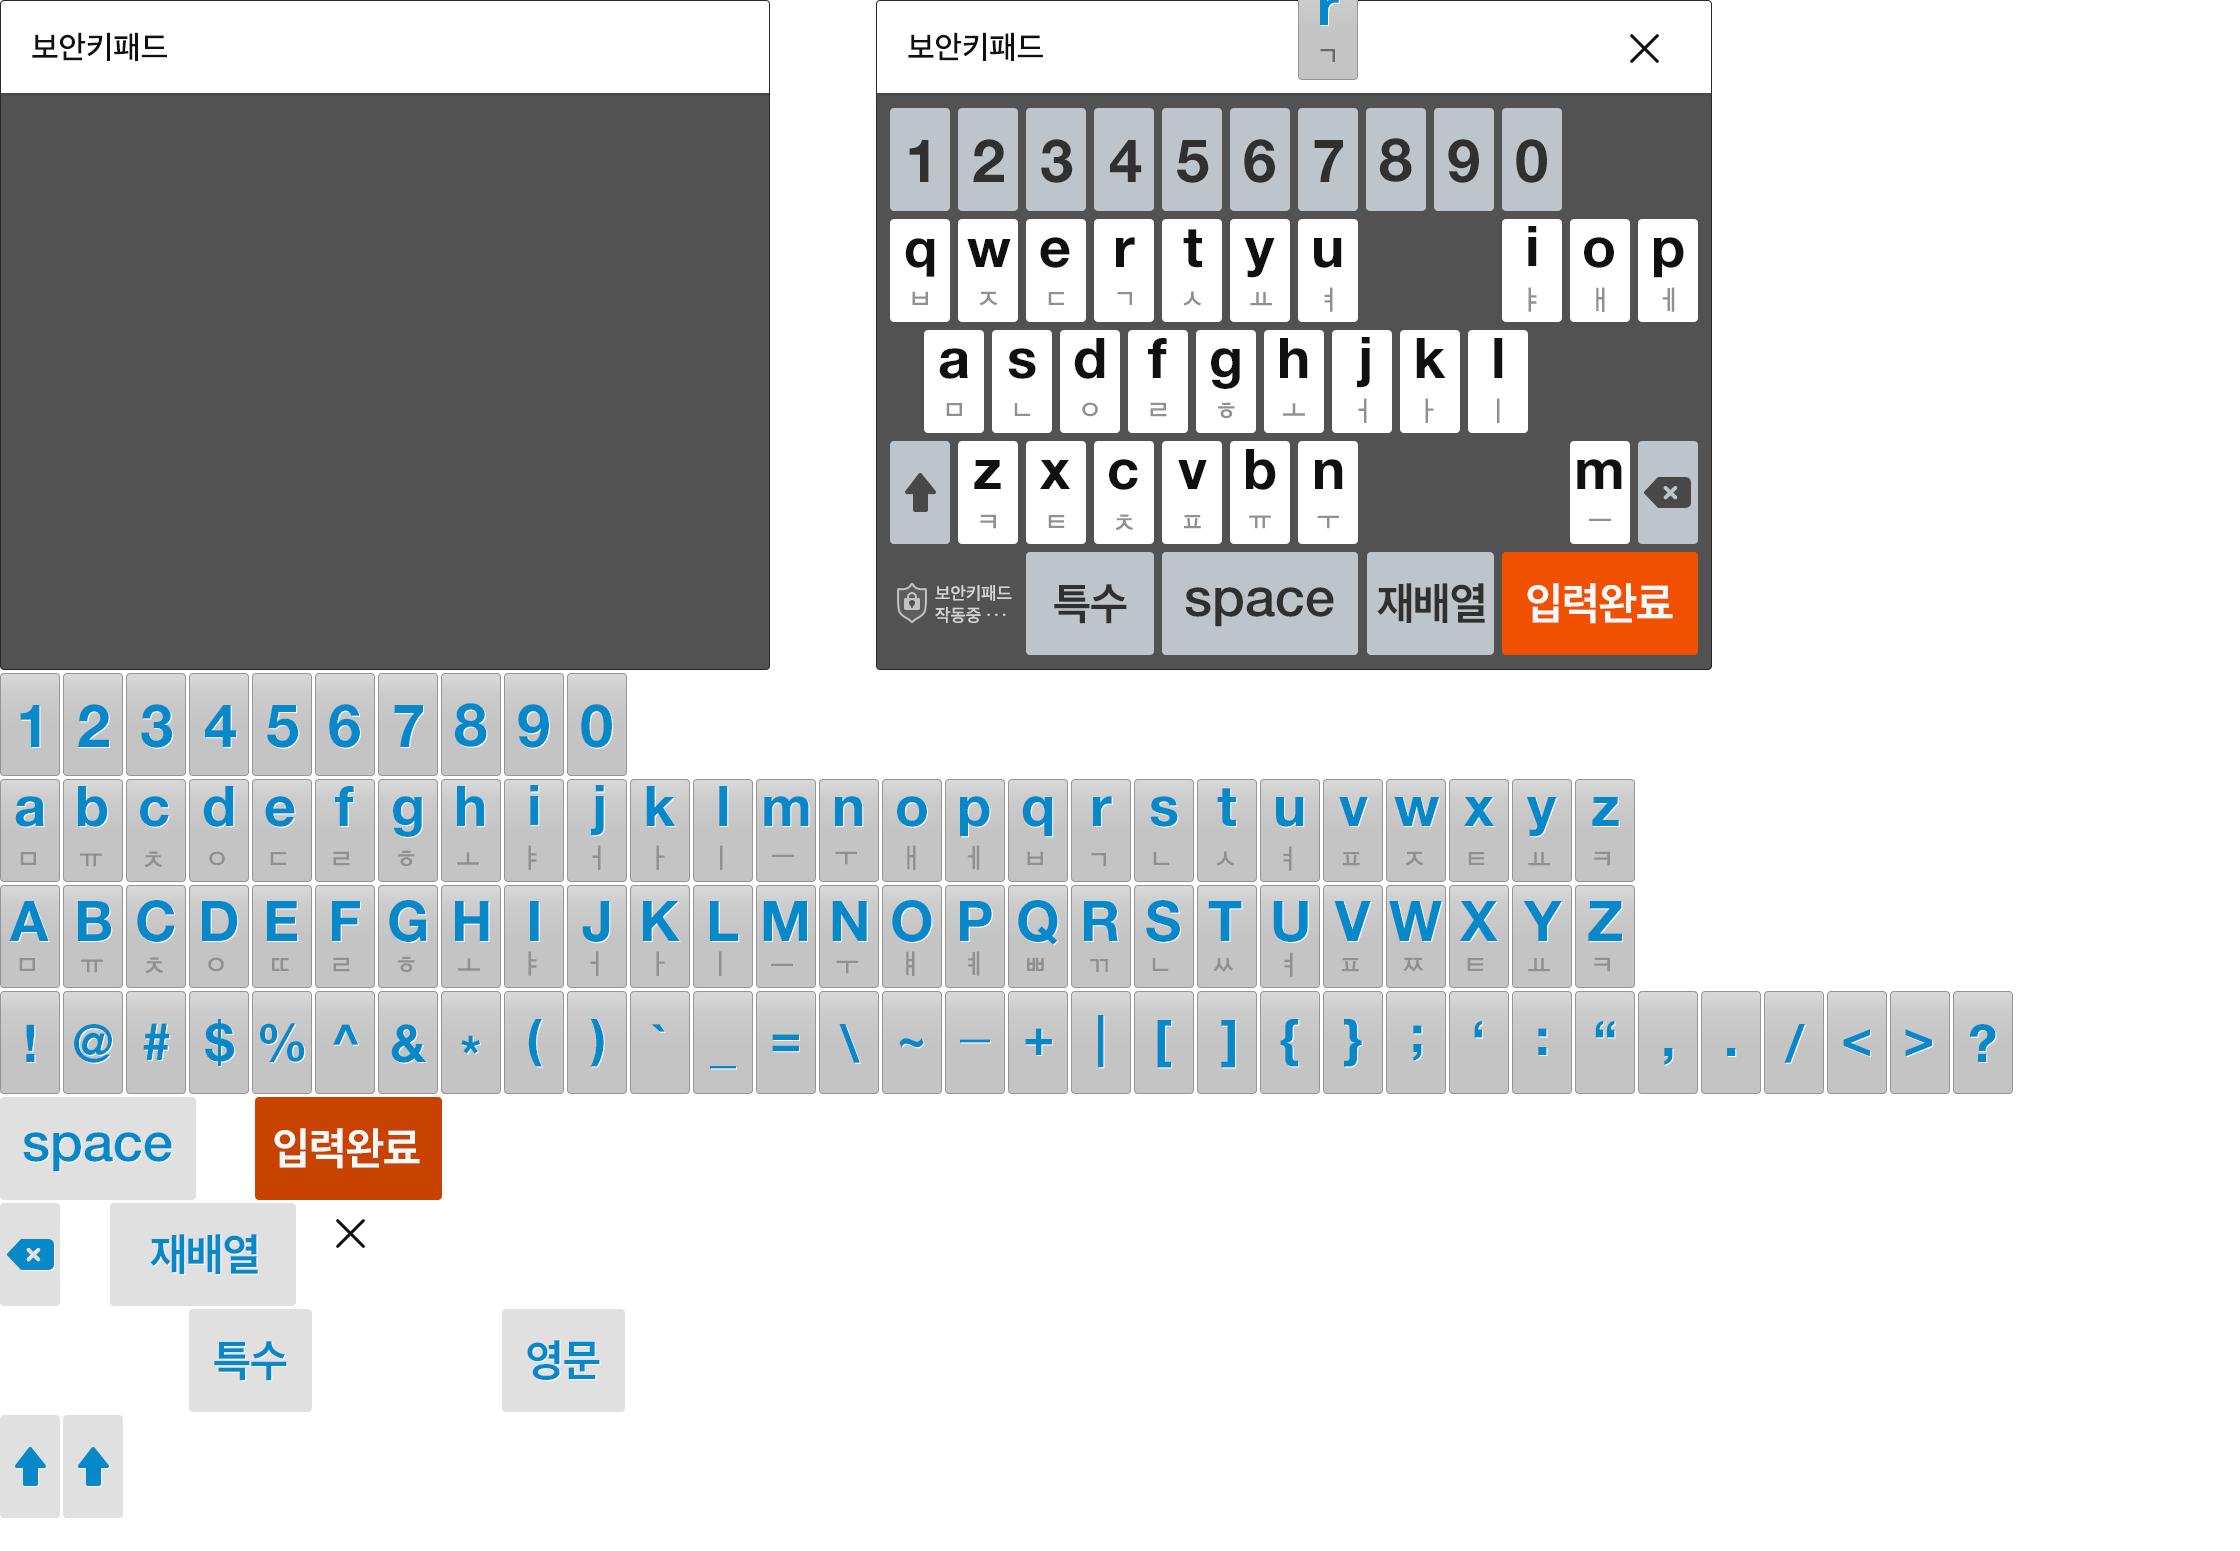 보안키패드
보안키패드
r
ㄱ
1 2 3 4 5 6 7 8 9 0
q w e r t y u i o p
ㅂ ㅈ ㄷ ㄱ ㅅ ㅛ ㅕ ㅑ ㅐ ㅔ
a s d f g h j k l
ㅁ ㄴ ㅇ ㄹ ㅎ ㅗ ㅓ ㅏ ㅣ
z x c v b n m
ㅋ ㅌ ㅊ ㅍ ㅠ ㅜ ㅡ
보안키패드
작동중 ···
특수 space 재배열 입력완료
1 2 3 4 5 6 7 8 9 0
a b c d e f g h i j k l m n o p q r s t u v w x y z
ㅁ ㅠ ㅊ ㅇ ㄷ ㄹ ㅎ ㅗ ㅑ ㅓ ㅏ ㅣ ㅡ ㅜ ㅐ ㅔ ㅂ ㄱ ㄴ ㅅ ㅕ ㅍ ㅈ ㅌ ㅛ ㅋ
A B C D E F G H I J K L M N O P Q R S T U V W X Y Z
ㅁ ㅠ ㅊ ㅇ ㄸ ㄹ ㅎ ㅗ ㅑ ㅓ ㅏ ㅣ ㅡ ㅜ ㅒ ㅖ ㅃ ㄲ ㄴ ㅆ ㅕ ㅍ ㅉ ㅌ ㅛ ㅋ
! @ # $ % ^ & * ( ) ` _ = \ ~ — + | [ ] { } ; ‘ : “ , . / < > ?
space 입력완료
재배열
특수 영문